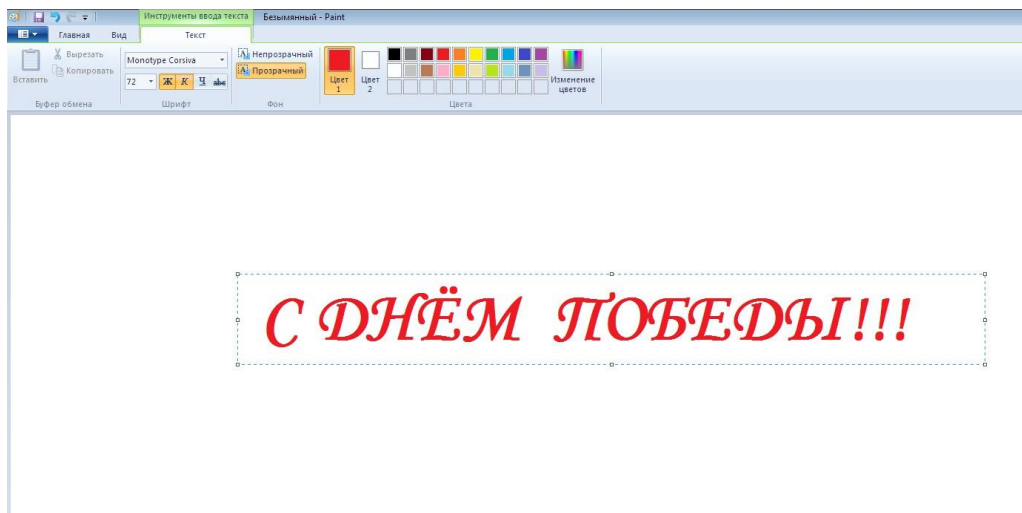 Инструменты ввода текста Безымянный - Paint
Главная Вид Текст
Вставить
Вырезать
Копировать
Буфер обмена
Monotype Corsiva
72 Ж К Ч abc
Шрифт
Непрозрачный
Прозрачный
Фон
Цвет 1
Цвет 2
Изменение цветов
Цвета
С ДНЁМ ПОБЕДЫ!!!